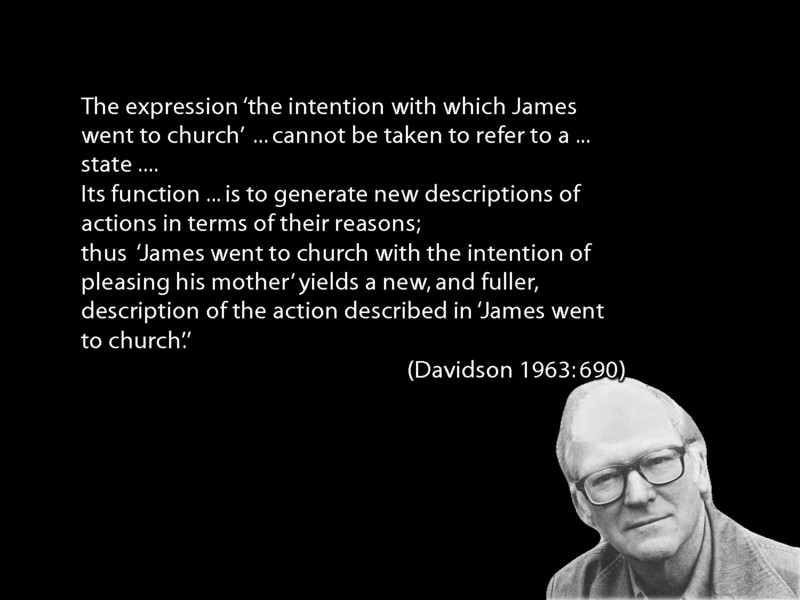 The expression ‘the intention with which James
went to church’ ... cannot be taken to refer to a ...
state ....
Its function ... is to generate new descriptions of
actions in terms of their reasons;
thus ‘James went to church with the intention of
pleasing his mother’ yields a new, and fuller,
description of the action described in ‘James went
to church’.’
(Davidson 1963: 690)